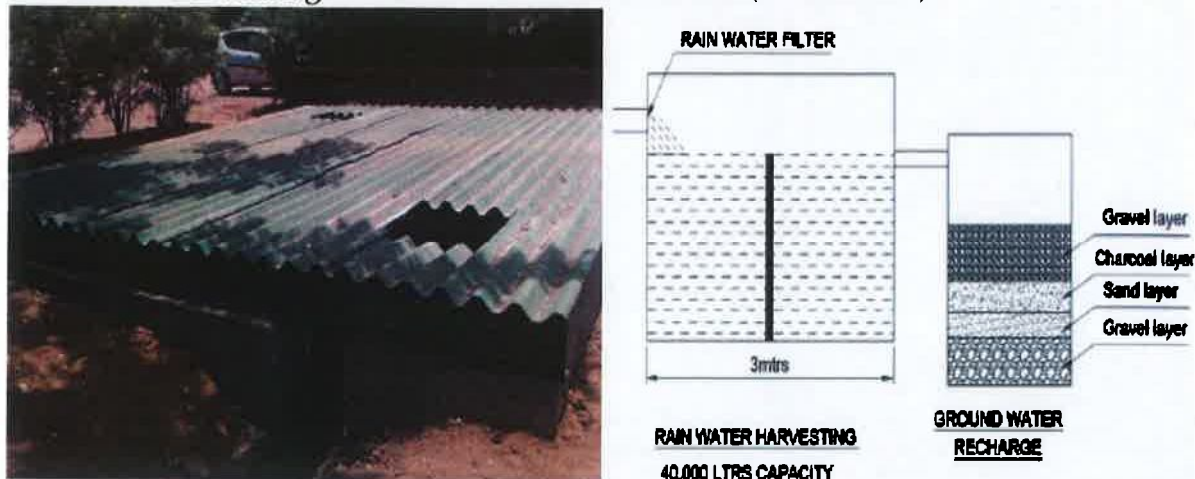 RAIN WATER FILTER
Gravel layer
Charcoal layer
Sand layer
Gravel layer
3mtrs
RAIN WATER HARVESTING
40,000 LTRS CAPACITY
GROUND WATER
RECHARGE